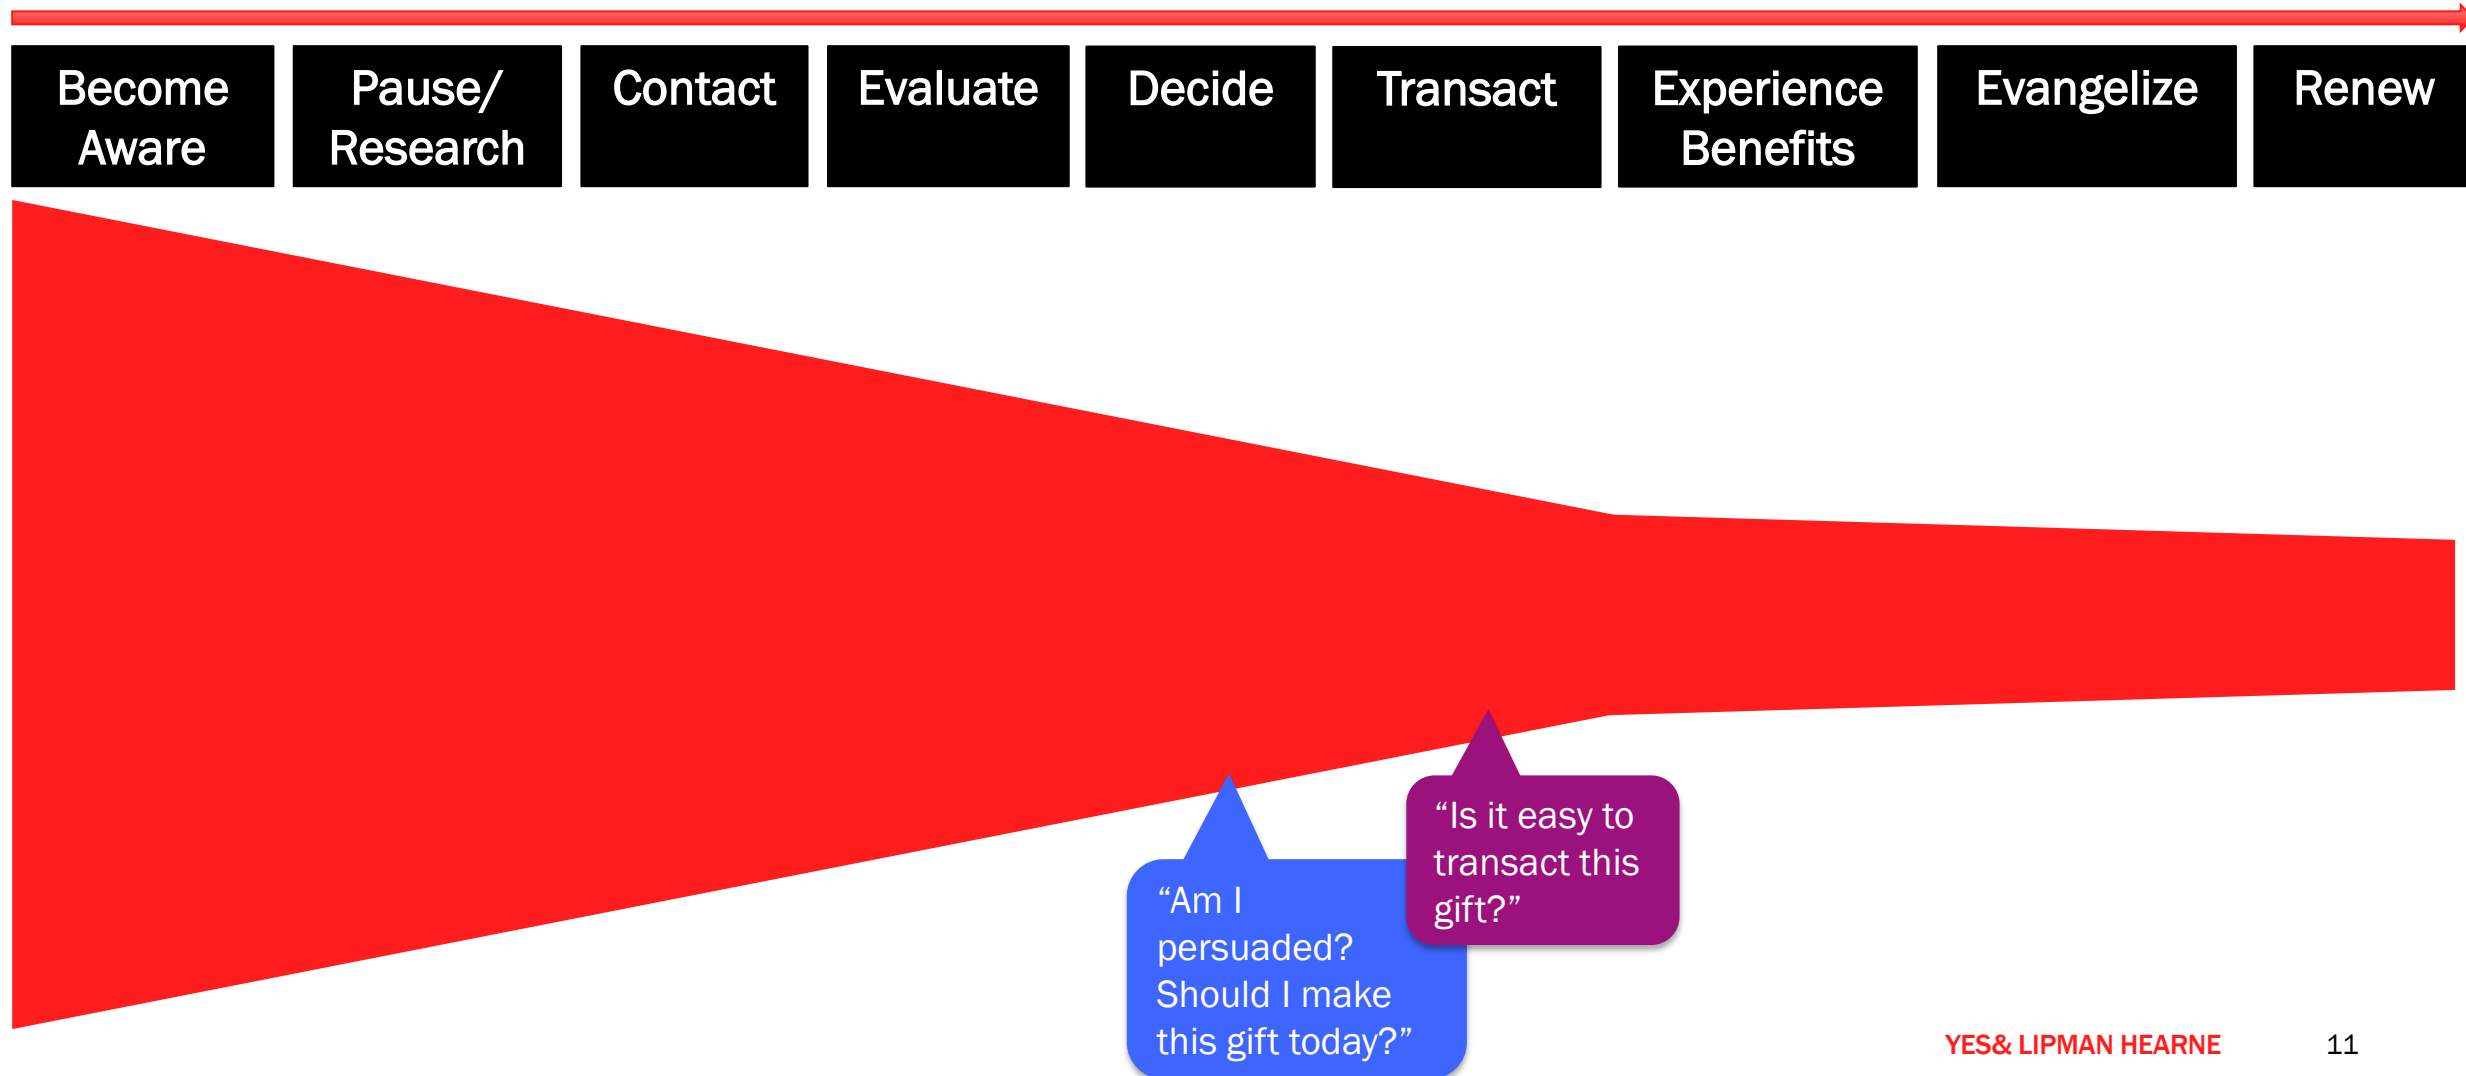 Become
Aware
Pause/
Research
Contact
Evaluate
Decide
Transact
Experience
Benefits
Evangelize
Renew
“Am I
persuaded?
Should I make
this gift today?”
“Is it easy to
transact this
gift?”
YES& LIPMAN HEARNE
11